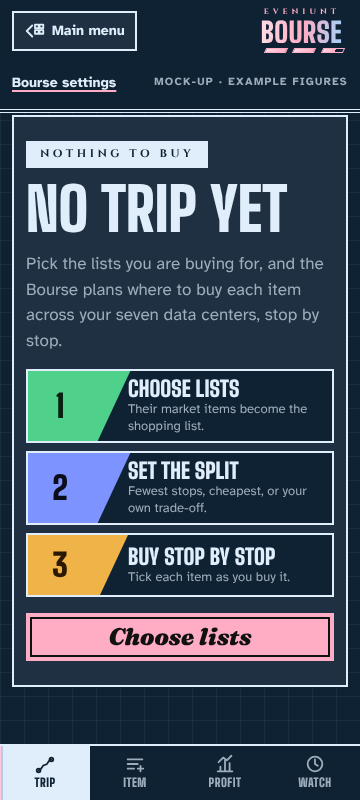 Main menu
EVENIUNT
BOURSE
Bourse settings
MOCK-UP · EXAMPLE FIGURES
NOTHING TO BUY
NO TRIP YET
Pick the lists you are buying for, and the
Bourse plans where to buy each item
across your seven data centers, stop by
stop.
1
CHOOSE LISTS
Their market items become the
shopping list.
2
SET THE SPLIT
Fewest stops, cheapest, or your
own trade-off.
3
BUY STOP BY STOP
Tick each item as you buy it.
Choose lists
TRIP
ITEM
PROFIT
WATCH